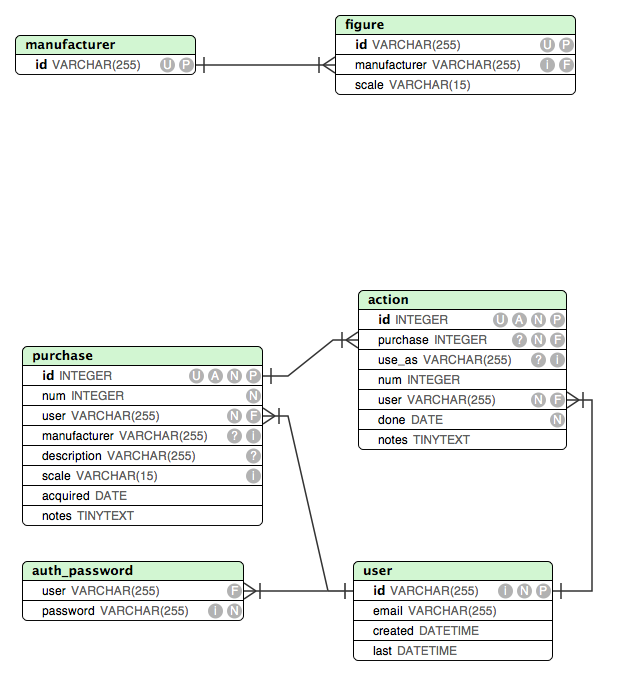 manufacturer
id VARCHAR(255) U P
figure
id VARCHAR(255) U P
manufacturer VARCHAR(255) I F
scale VARCHAR(15)
action
id INTEGER U A N P
purchase INTEGER ? N F
use_as VARCHAR(255) ? i
num INTEGER
user VARCHAR(255) N F
done DATE N
notes TINYTEXT
purchase
id INTEGER U A N P
num INTEGER N
user VARCHAR(255) N F
manufacturer VARCHAR(255) ? i
description VARCHAR(255) ?
scale VARCHAR(15) i
acquired DATE
notes TINYTEXT
auth_password
user VARCHAR(255) F
password VARCHAR(255) i N
user
id VARCHAR(255) i N P
email VARCHAR(255)
created DATETIME
last DATETIME